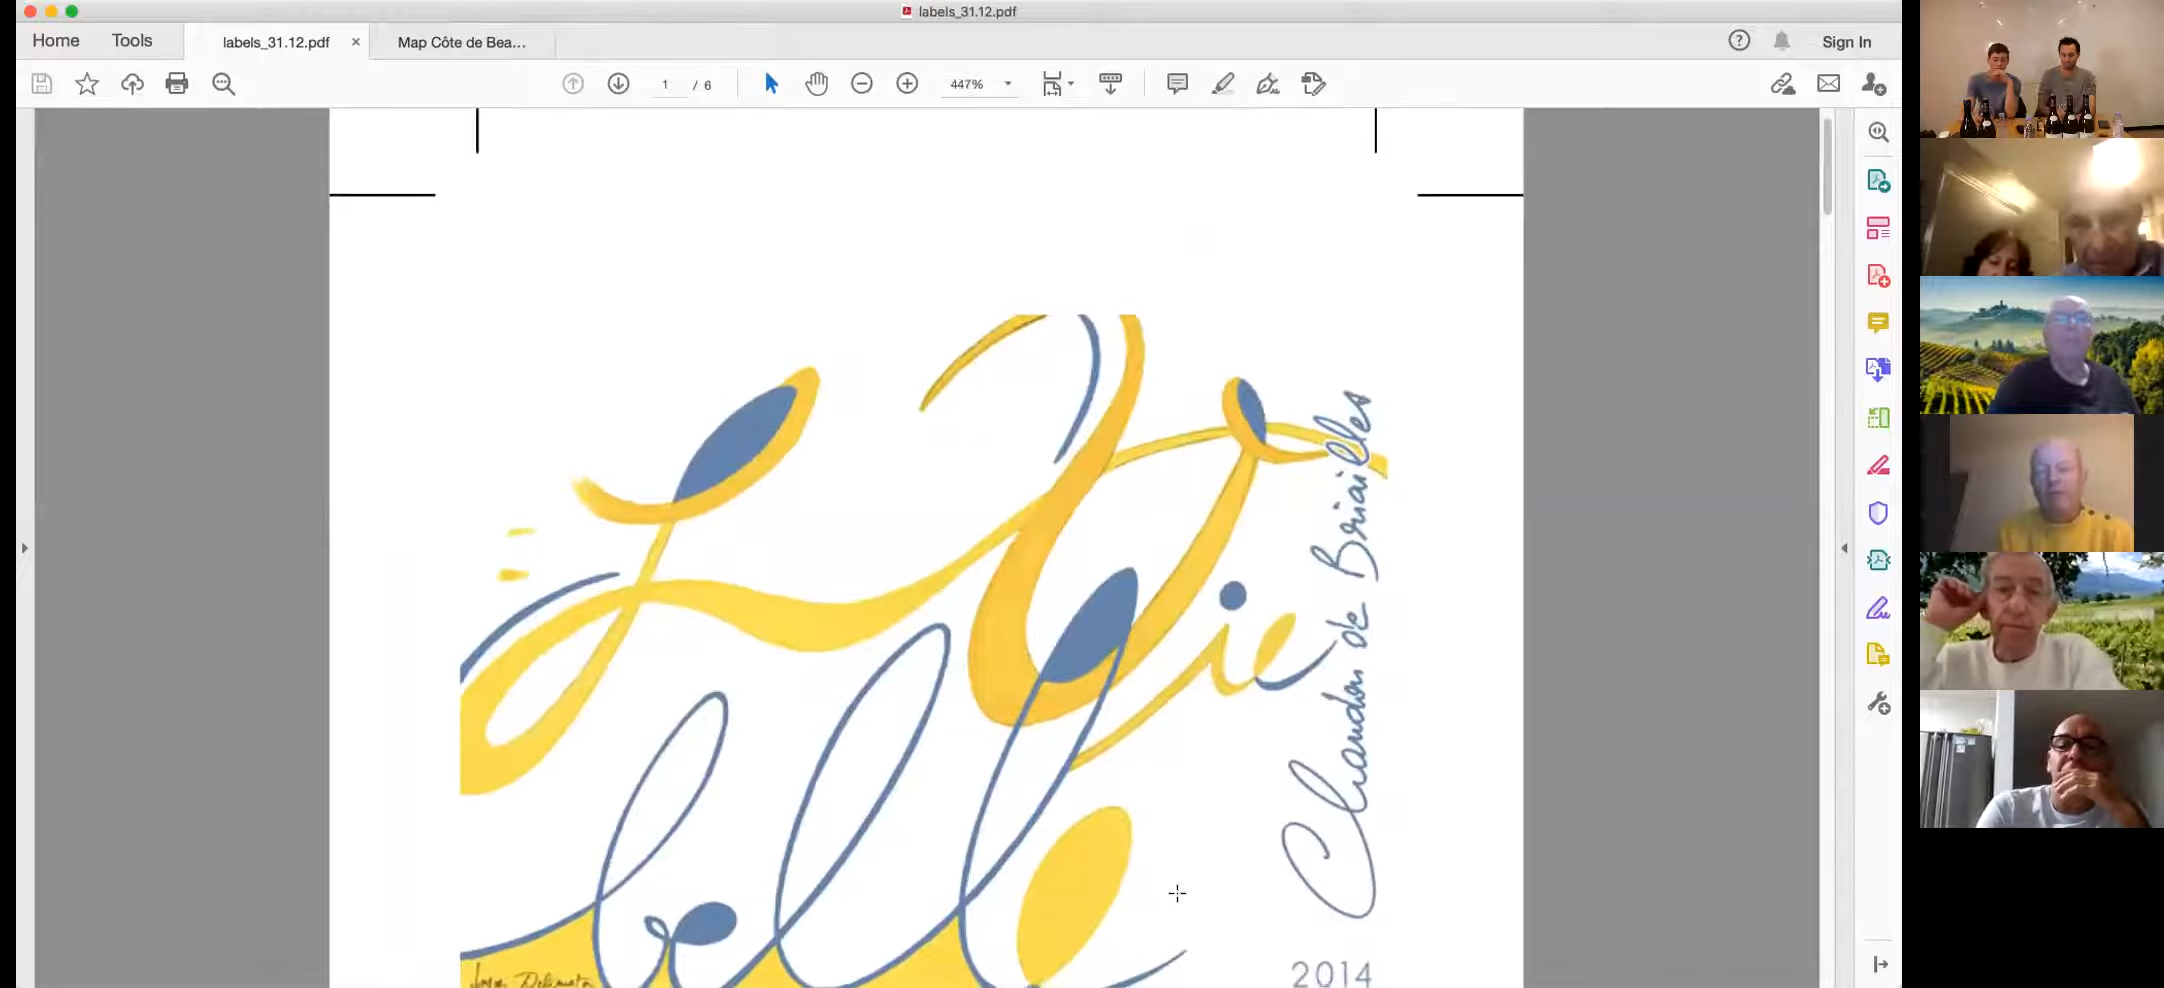 labels_31.12.pdf
Home
Tools
labels_31.12.pdf
Map Côte de Bea...
Sign In
1 / 6
447%
La Vie
est
belle
Chandon de Briailles
2014